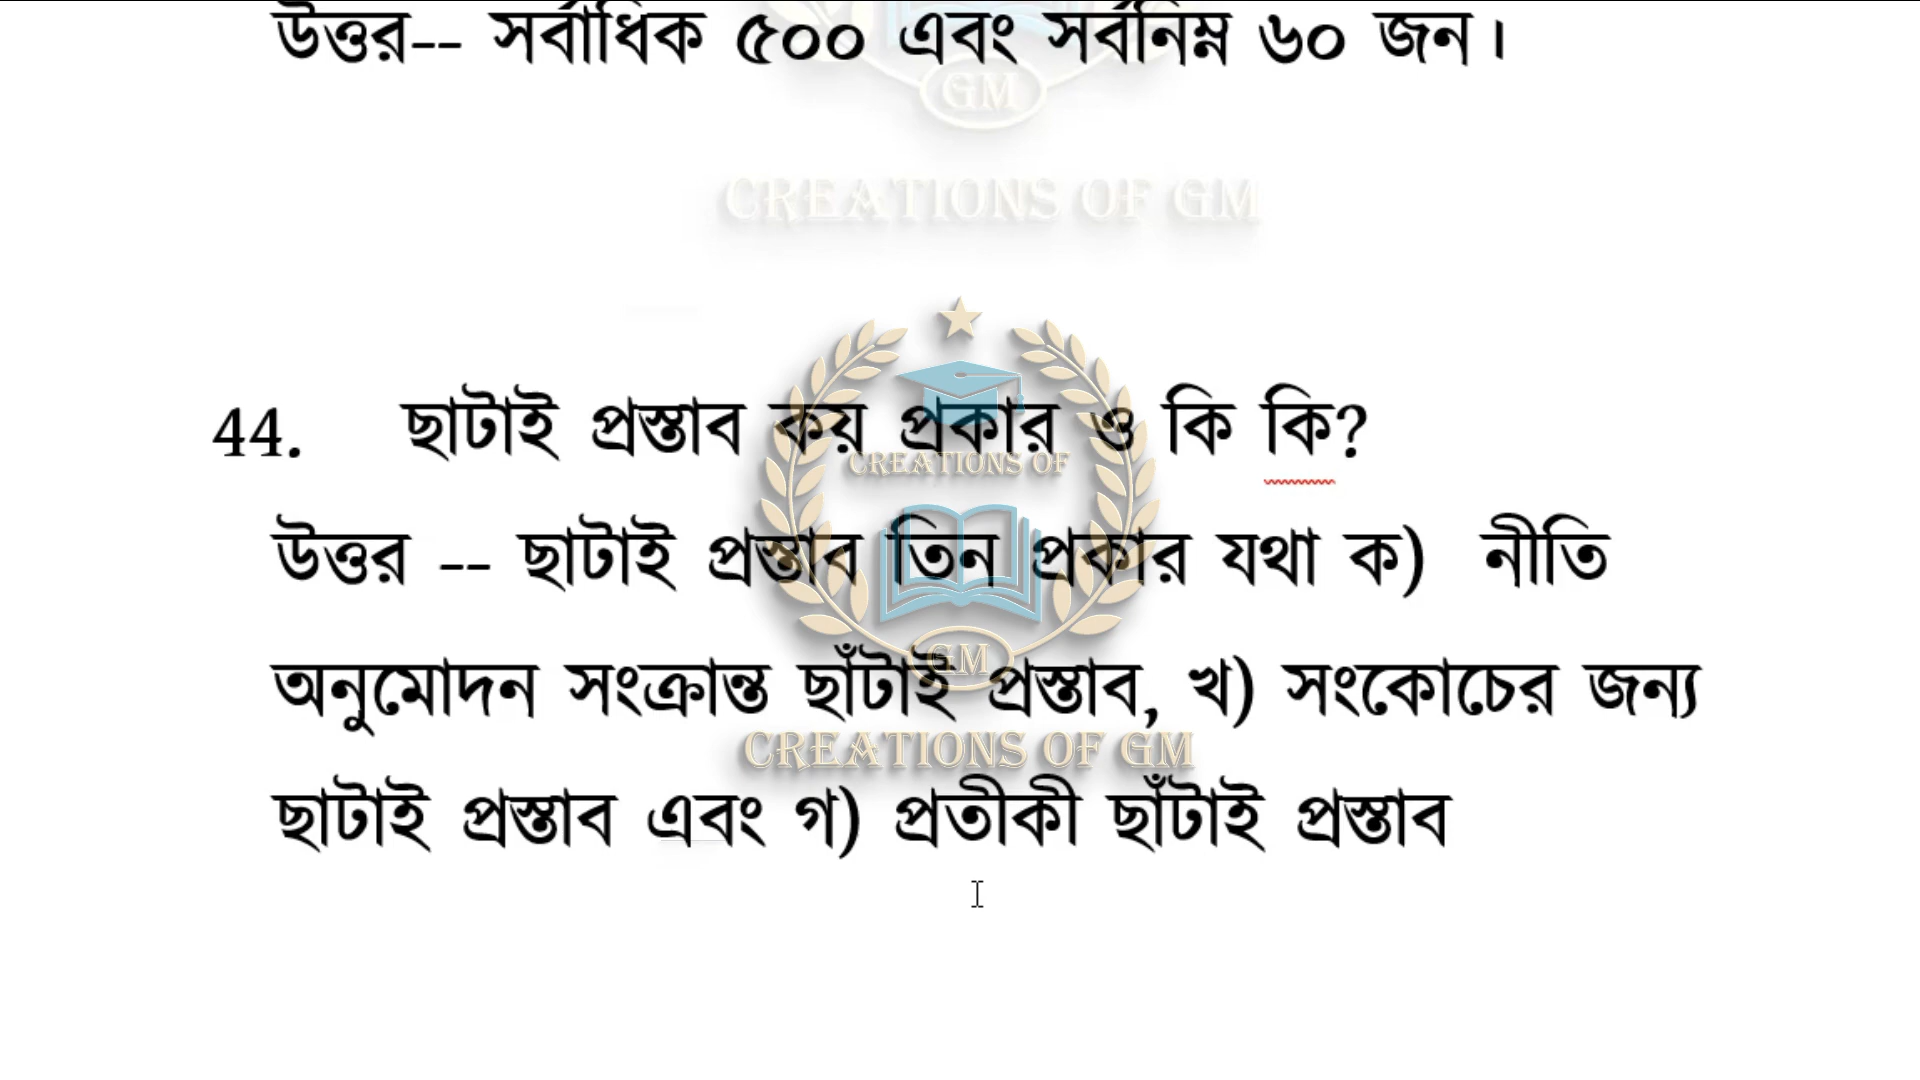 উত্তর-- সর্বাধিক ৫০০ এবং সর্বনিম্ন ৬০ জন।
GM
CREATIONS OF GM
44. ছাটাই প্রস্তাব কয় প্রকার ও কি কি?
CREATIONS OF
উত্তর -- ছাটাই প্রস্তাব তিন প্রকার যথা ক) নীতি
অনুমোদন সংক্রান্ত ছাঁটাই প্রস্তাব, খ) সংকোচের জন্য
GM
CREATIONS OF GM
ছাটাই প্রস্তাব এবং গ) প্রতীকী ছাঁটাই প্রস্তাব